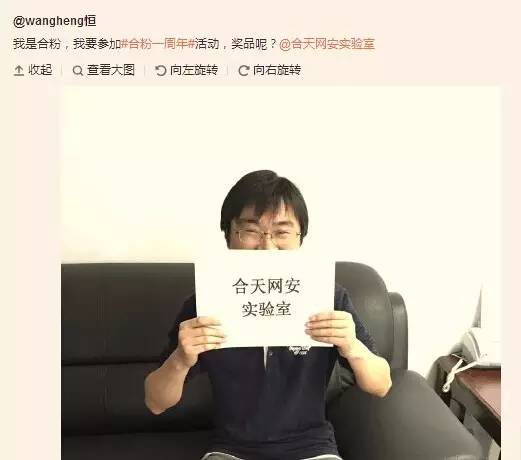 @wangheng恒
我是合粉，我要参加#合粉一周年#活动，奖品呢？@合天网安实验室
收起 查看大图 向左旋转 向右旋转
合天网安
实验室